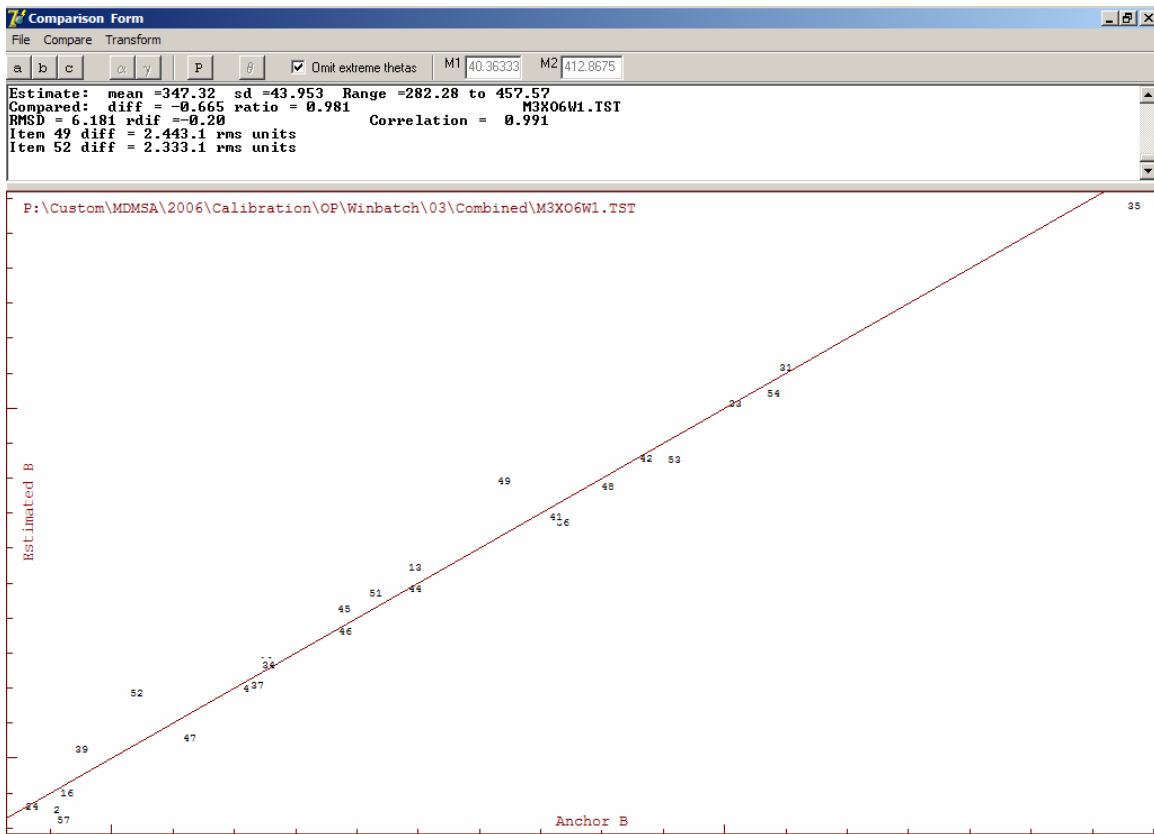 Comparison Form
File Compare Transform
a b c α γ P θ Omit extreme thetas M1 40.36333 M2 412.8675
Estimate: mean =347.32 sd =43.953 Range =282.28 to 457.57
Compared: diff = -0.665 ratio = 0.981 M3XO6W1.TST
RMSD = 6.181 rdif =-0.20 Correlation = 0.991
Item 49 diff = 2.443.1 rms units
Item 52 diff = 2.333.1 rms units
P:\Custom\MDMSA\2006\Calibration\OP\Winbatch\03\Combined\M3XO6W1.TST
35
31
54
33
42 53
49
48
41
36
13
44
51
45
46
34
4 37
52
47
39
16
24
2
57
Estimated B
Anchor B